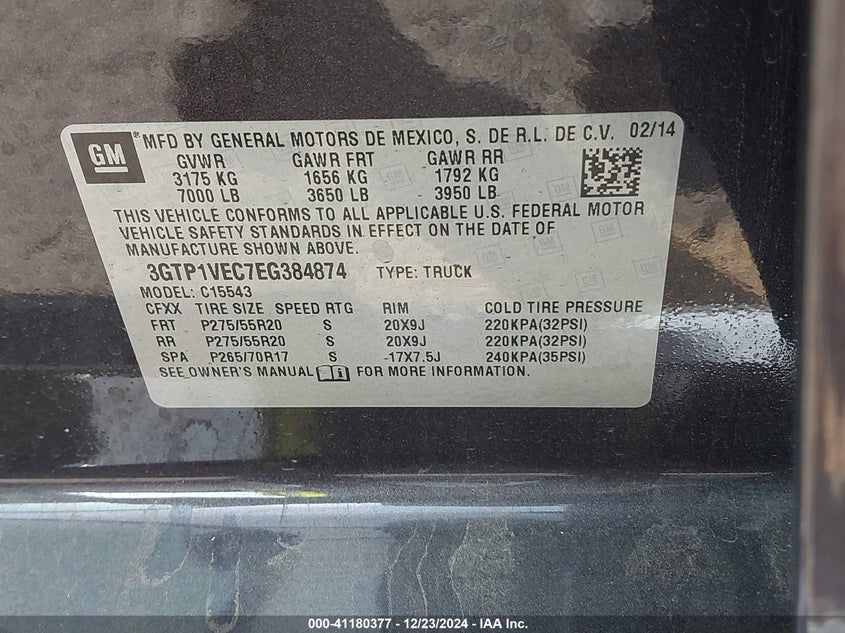 GM® MFD BY GENERAL MOTORS DE MEXICO, S. DE R.L. DE C.V. 02/14
GVWR GAWR FRT GAWR RR
3175 KG 1656 KG 1792 KG
7000 LB 3650 LB 3950 LB
THIS VEHICLE CONFORMS TO ALL APPLICABLE U.S. FEDERAL MOTOR
VEHICLE SAFETY STANDARDS IN EFFECT ON THE DATE OF
MANUFACTURE SHOWN ABOVE.
3GTP1VEC7EG384874 TYPE: TRUCK
MODEL: C15543
CFXX TIRE SIZE SPEED RTG RIM COLD TIRE PRESSURE
FRT P275/55R20 S 20X9J 220KPA(32PSI)
RR P275/55R20 S 20X9J 220KPA(32PSI)
SPA P265/70R17 S -17X7.5J 240KPA(35PSI)
SEE OWNER'S MANUAL FOR MORE INFORMATION.
000-41180377 - 12/23/2024 - IAA Inc.